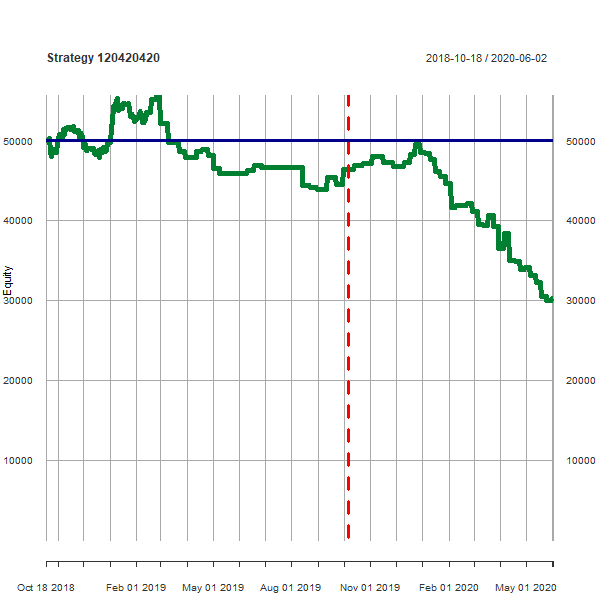 Strategy 120420420
2018-10-18 / 2020-06-02
50000
50000
40000
40000
Equity
30000
30000
20000
20000
10000
10000
Oct 18 2018
Feb 01 2019
May 01 2019
Aug 01 2019
Nov 01 2019
Feb 01 2020
May 01 2020